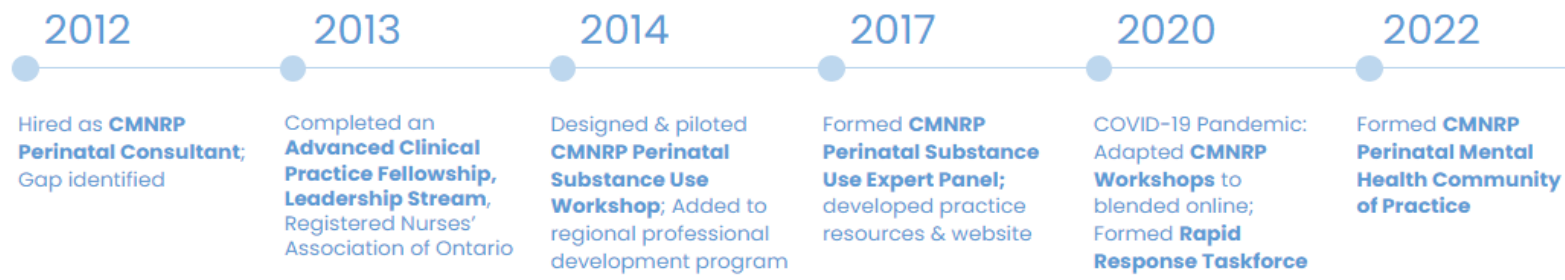 2012
Hired as CMNRP
Perinatal Consultant;
Gap identified
2013
Completed an
Advanced Clinical
Practice Fellowship,
Leadership Stream,
Registered Nurses’
Association of Ontario
2014
Designed & piloted
CMNRP Perinatal
Substance Use
Workshop; Added to
regional professional
development program
2017
Formed CMNRP
Perinatal Substance
Use Expert Panel;
developed practice
resources & website
2020
COVID-19 Pandemic:
Adapted CMNRP
Workshops to
blended online;
Formed Rapid
Response Taskforce
2022
Formed CMNRP
Perinatal Mental
Health Community
of Practice